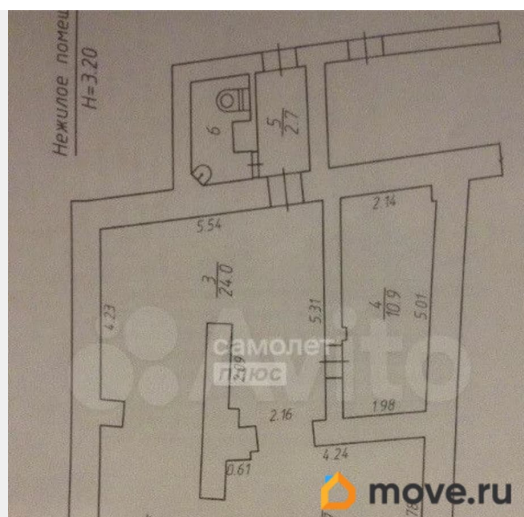 Нежилое помещ
H=3.20
6
5
2.7
5.54
2.14
3
24.0
4.23
5.31
4
10.9
5.01
самолет
плюс
Avito
2.16
1.98
0.61
4.24
move.ru